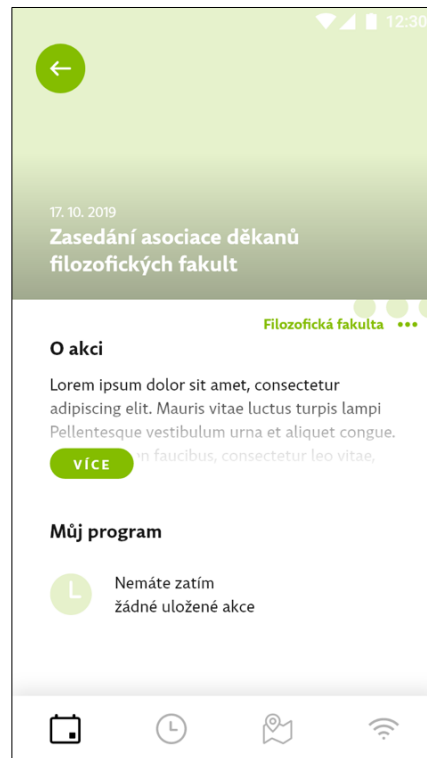 12:30
17. 10. 2019
Zasedání asociace děkanů
filozofických fakult
Filozofická fakulta
O akci
Lorem ipsum dolor sit amet, consectetur
adipiscing elit. Mauris vitae luctus turpis lampi
Pellentesque vestibulum urna et aliquet congue.
faucibus, consectetur leo vitae,
VÍCE
Můj program
Nemáte zatím
žádné uložené akce